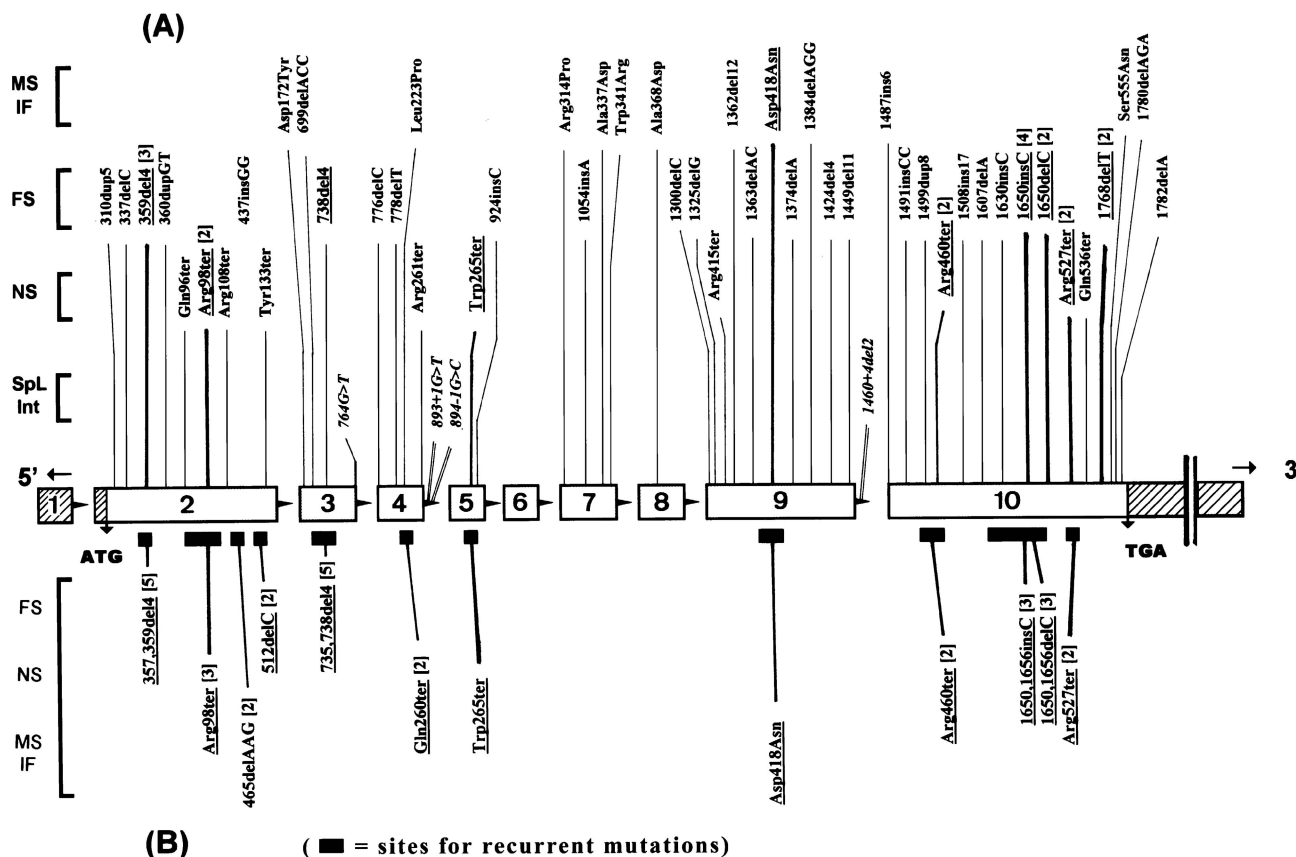 (A)
MS
IF
Asp172Tyr
699delACC
Leu223Pro
Arg314Pro
Ala337Asp
Trp341Arg
Ala368Asp
1362del12
Asp418Asn
1384delAGG
1487ins6
Ser555Asn
1780delAGA
FS
310dup5
337delC
359del4 [3]
360dupGT
437insGG
738del4
776delC
778delT
924insC
1054insA
1300delC
1325delG
1363delAC
1374delA
1424del4
1449del11
1491insCC
1499dup8
1508ins17
1607delA
1630insC
1650insC [4]
1650delC [2]
1768delT [2]
1782delA
NS
Gln96ter
Arg98ter [2]
Arg108ter
Tyr133ter
Arg261ter
Trp265ter
Arg415ter
Arg460ter [2]
Arg527ter [2]
Gln536ter
SpL
Int
764G>T
893+1G>T
894-1G>C
1460+4del2
5'
3
1
2
3
4
5
6
7
8
9
10
ATG
TGA
FS
357,359del4 [5]
512delC [2]
735,738del4 [5]
1650,1656insC [3]
1650,1656delC [3]
NS
Arg98ter [3]
Gln260ter [2]
Trp265ter
Arg460ter [2]
Arg527ter [2]
MS
IF
465delAAG [2]
Asp418Asn
(B)
( = sites for recurrent mutations)